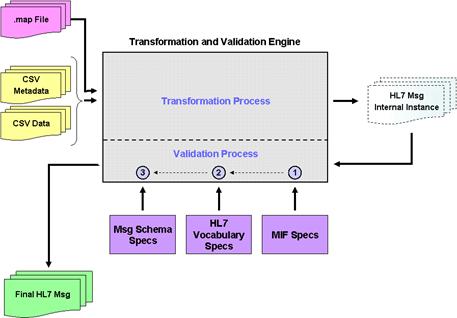 .map File
Transformation and Validation Engine
CSV
Metadata
CSV Data
Transformation Process
HL7 Msg
Internal Instance
Validation Process
3
2
1
Msg Schema
Specs
HL7
Vocabulary
Specs
MIF Specs
Final HL7 Msg